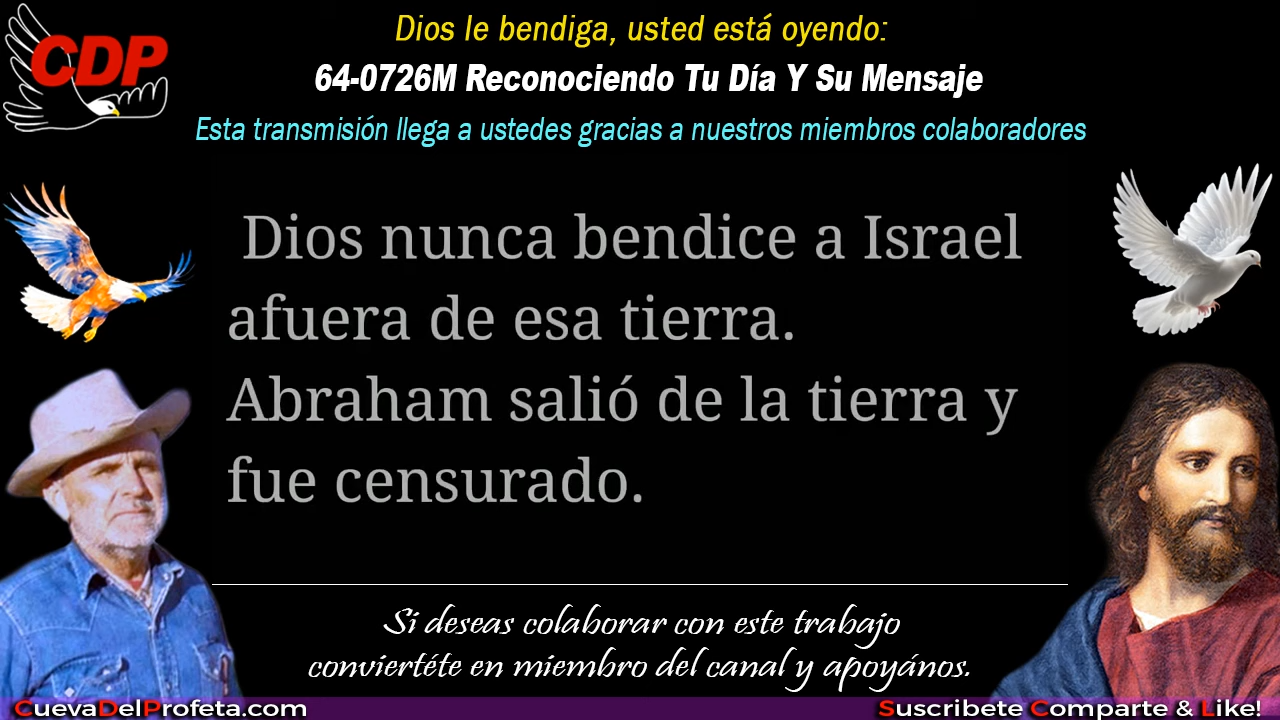 CDP
Dios le bendiga, usted está oyendo:
64-0726M Reconociendo Tu Día Y Su Mensaje
Esta transmisión llega a ustedes gracias a nuestros miembros colaboradores
Dios nunca bendice a Israel
afuera de esa tierra.
Abraham salió de la tierra y
fue censurado.
Si deseas colaborar con este trabajo
conviertéte en miembro del canal y apoyános.
CuevaDelProfeta.com
Suscribete Comparte & Like!